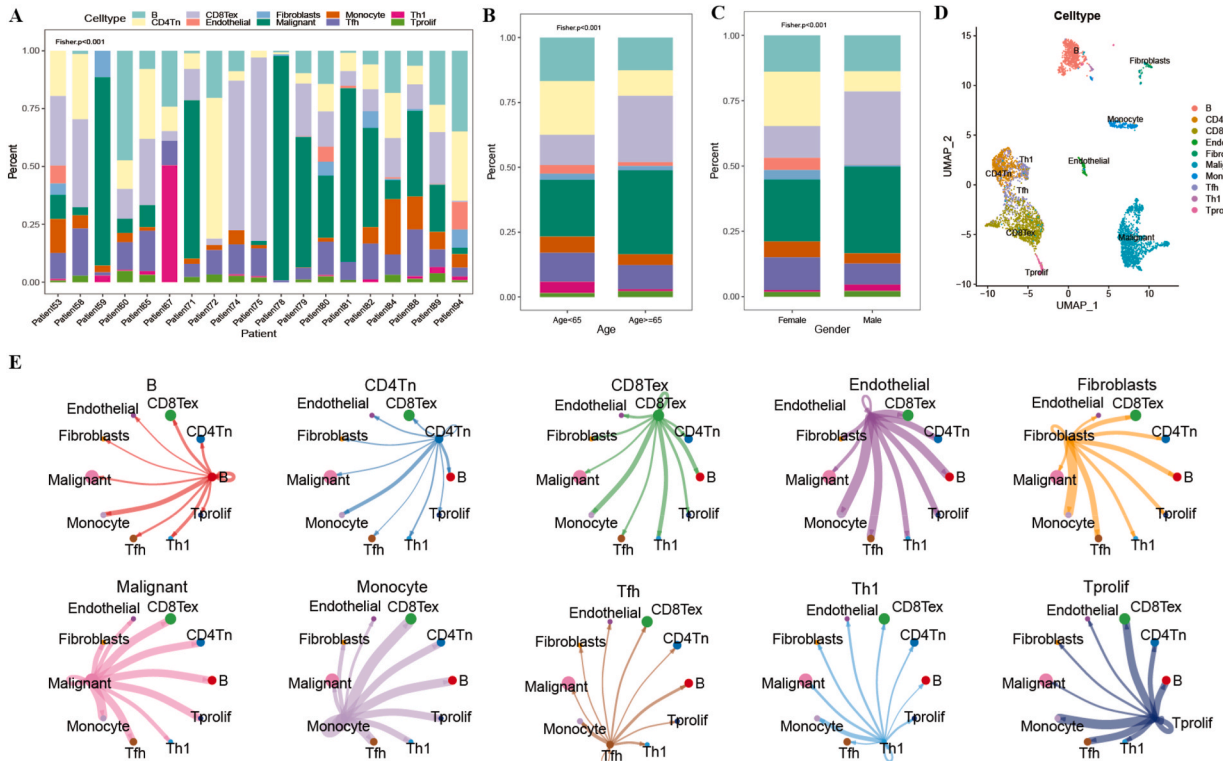 A
Celltype
B
CD4Tn
CD8Tex
Endothelial
Fibroblasts
Malignant
Monocyte
Tfh
Th1
Tprolif
Fisher.p<0.001
Percent
1.00
0.75
0.50
0.25
0.00
Patient55
Patient58
Patient59
Patient60
Patient65
Patient67
Patient71
Patient72
Patient74
Patient75
Patient78
Patient79
Patient80
Patient81
Patient82
Patient84
Patient88
Patient89
Patient94
Patient
B
Fisher.p<0.001
Percent
1.00
0.75
0.50
0.25
0.00
Age<65
Age>=65
Age
C
Fisher.p<0.001
Percent
1.00
0.75
0.50
0.25
0.00
Female
Male
Gender
D
Celltype
UMAP_2
15
10
5
0
−5
−10
B
Fibroblasts
Monocyte
Endothelial
Th1
CD4Tn
Tfh
CD8Tex
Malignant
Tprolif
−10
−5
0
5
10
UMAP_1
B
CD4
CD8
Endo
Fibro
Mali
Mon
Tfh
Th1
Tpro
E
B
Endothelial
CD8Tex
Fibroblasts
CD4Tn
Malignant
B
Monocyte
Tprolif
Tfh
Th1
CD4Tn
Endothelial
CD8Tex
Fibroblasts
CD4Tn
Malignant
B
Monocyte
Tprolif
Tfh
Th1
CD8Tex
Endothelial
CD8Tex
Fibroblasts
CD4Tn
Malignant
B
Monocyte
Tprolif
Tfh
Th1
Endothelial
CD8Tex
Fibroblasts
CD4Tn
Malignant
B
Monocyte
Tprolif
Tfh
Th1
Fibroblasts
Endothelial
CD8Tex
Fibroblasts
CD4Tn
Malignant
B
Monocyte
Tprolif
Tfh
Th1
Malignant
Endothelial
CD8Tex
Fibroblasts
CD4Tn
Malignant
B
Monocyte
Tprolif
Tfh
Th1
Monocyte
Endothelial
CD8Tex
Fibroblasts
CD4Tn
Malignant
B
Monocyte
Tprolif
Tfh
Th1
Tfh
Endothelial
CD8Tex
Fibroblasts
CD4Tn
Malignant
B
Monocyte
Tprolif
Tfh
Th1
Th1
Endothelial
CD8Tex
Fibroblasts
CD4Tn
Malignant
B
Monocyte
Tprolif
Tfh
Th1
Tprolif
Endothelial
CD8Tex
Fibroblasts
CD4Tn
Malignant
B
Monocyte
Tprolif
Tfh
Th1